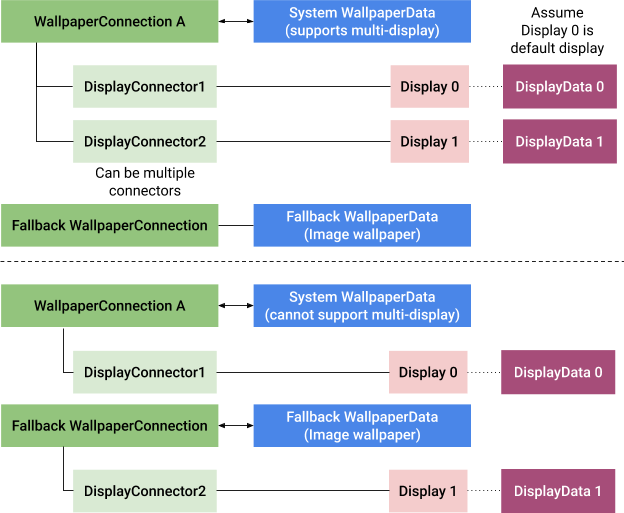 WallpaperConnection A
System WallpaperData
(supports multi-display)
Assume
Display 0 is
default display
DisplayConnector1
Display 0
DisplayData 0
DisplayConnector2
Display 1
DisplayData 1
Can be multiple
connectors
Fallback WallpaperConnection
Fallback WallpaperData
(Image wallpaper)
WallpaperConnection A
System WallpaperData
(cannot support multi-display)
DisplayConnector1
Display 0
DisplayData 0
Fallback WallpaperConnection
Fallback WallpaperData
(Image wallpaper)
DisplayConnector2
Display 1
DisplayData 1